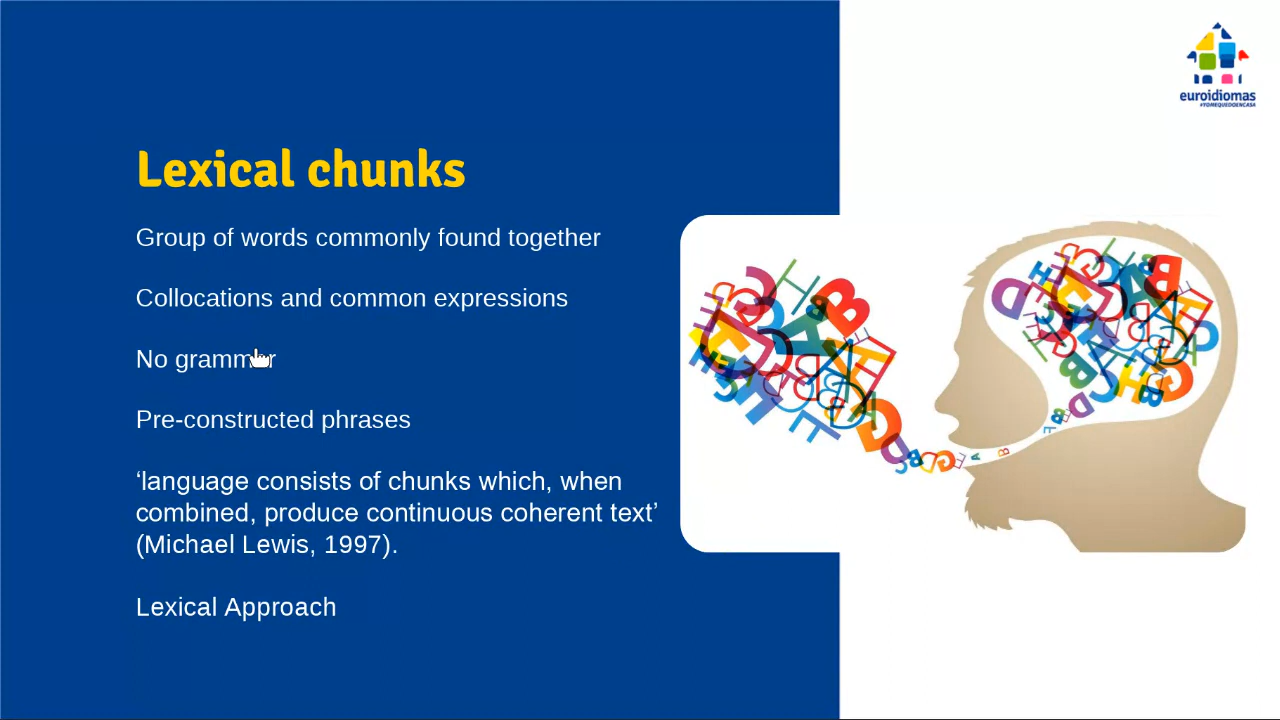 Lexical chunks
Group of words commonly found together
Collocations and common expressions
No grammar
Pre-constructed phrases
‘language consists of chunks which, when
combined, produce continuous coherent text’
(Michael Lewis, 1997).
Lexical Approach
euroidiomas
#YOMEQUEDOENCASA